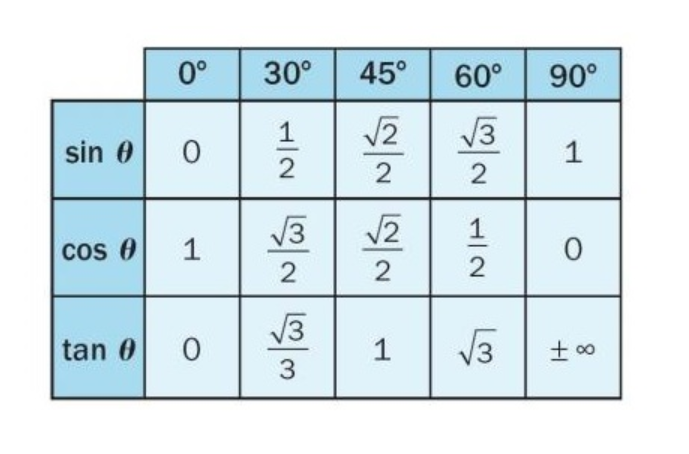 0° 30° 45° 60° 90°
sin θ 0 1/2 √2/2 √3/2 1
cos θ 1 √3/2 √2/2 1/2 0
tan θ 0 √3/3 1 √3 ± ∞